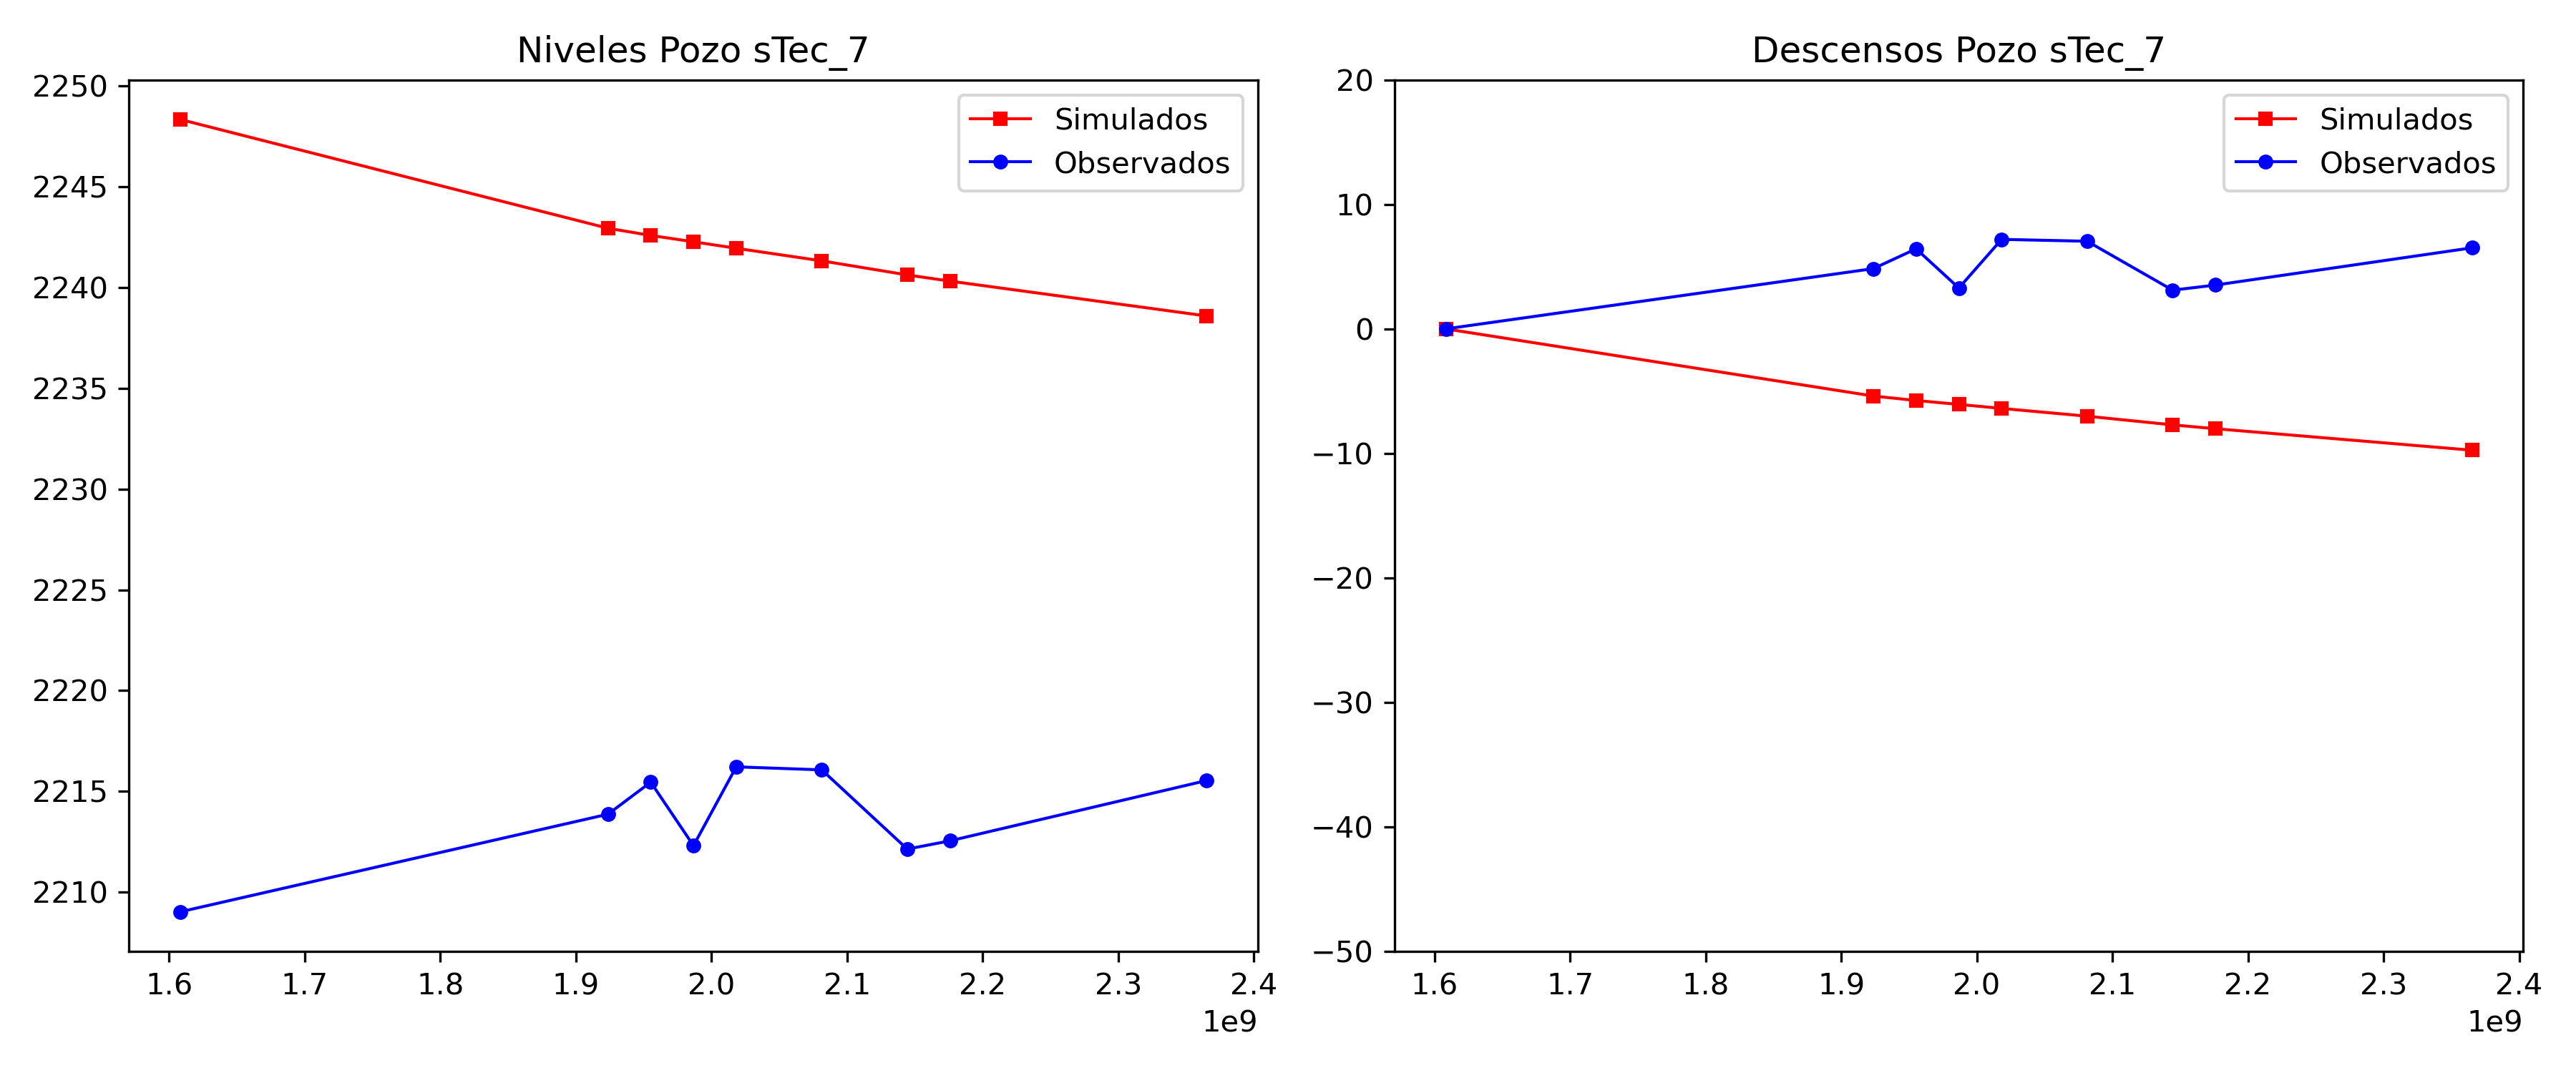 Niveles Pozo sTec_7
2250
2245
2240
2235
2230
2225
2220
2215
2210
Simulados
Observados
1.6 1.7 1.8 1.9 2.0 2.1 2.2 2.3 2.4
1e9
Descensos Pozo sTec_7
20
10
0
−10
−20
−30
−40
−50
Simulados
Observados
1.6 1.7 1.8 1.9 2.0 2.1 2.2 2.3 2.4
1e9